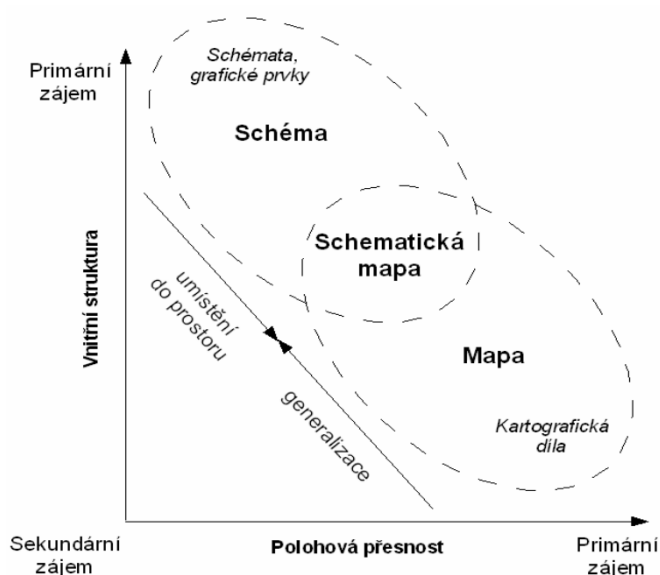 Schémata,
grafické prvky
Primární
zájem
Schéma
Schematická
mapa
Vnitřní struktura
umístění
do prostoru
Mapa
generalizace
Kartografická
díla
Sekundární
zájem
Polohová přesnost
Primární
zájem